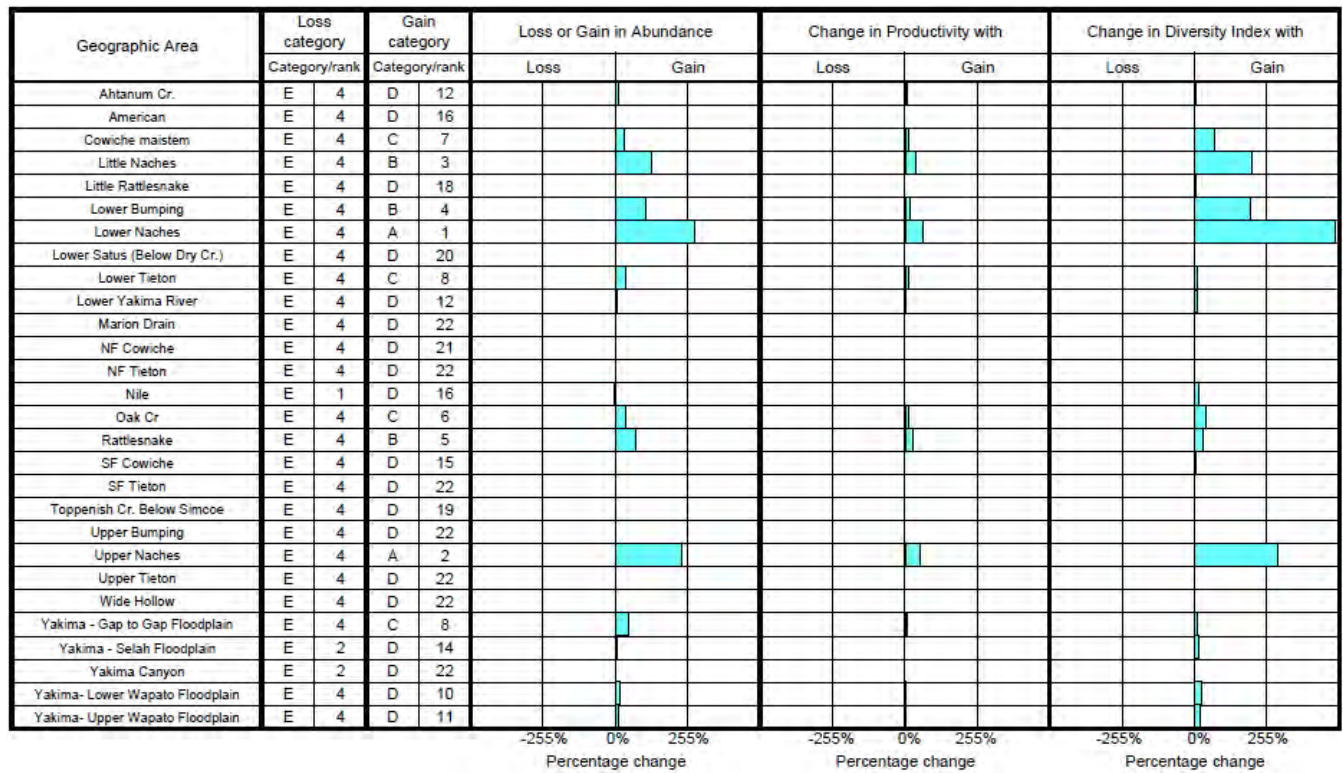 Geographic Area
Loss category
Gain category
Loss or Gain in Abundance
Change in Productivity with
Change in Diversity Index with
Category/rank Category/rank Loss Gain Loss Gain Loss Gain
Ahtanum Cr. E 4 D 12
American E 4 D 16
Cowiche maistem E 4 C 7
Little Naches E 4 B 3
Little Rattlesnake E 4 D 18
Lower Bumping E 4 B 4
Lower Naches E 4 A 1
Lower Satus (Below Dry Cr.) E 4 D 20
Lower Tieton E 4 C 8
Lower Yakima River E 4 D 12
Marion Drain E 4 D 22
NF Cowiche E 4 D 21
NF Tieton E 4 D 22
Nile E 1 D 16
Oak Cr E 4 C 6
Rattlesnake E 4 B 5
SF Cowiche E 4 D 15
SF Tieton E 4 D 22
Toppenish Cr. Below Simcoe E 4 D 19
Upper Bumping E 4 D 22
Upper Naches E 4 A 2
Upper Tieton E 4 D 22
Wide Hollow E 4 D 22
Yakima - Gap to Gap Floodplain E 4 C 8
Yakima - Selah Floodplain E 2 D 14
Yakima Canyon E 2 D 22
Yakima- Lower Wapato Floodplain E 4 D 10
Yakima- Upper Wapato Floodplain E 4 D 11
-255% 0% 255% -255% 0% 255% -255% 0% 255%
Percentage change Percentage change Percentage change